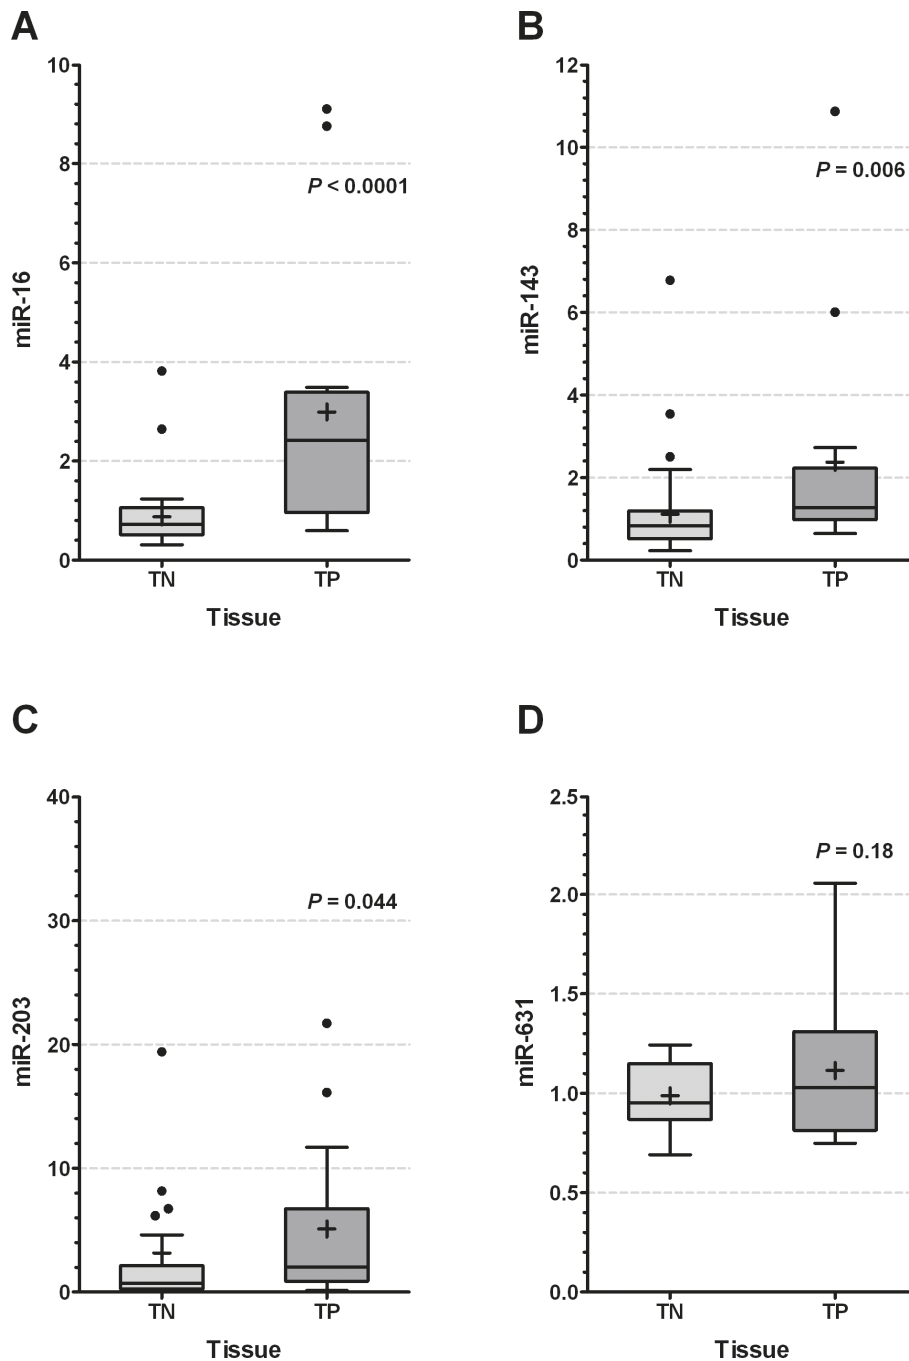 A
10
8
6
4
2
0
miR-16
P < 0.0001
TN
TP
Tissue
B
12
10
8
6
4
2
0
miR-143
P = 0.006
TN
TP
Tissue
C
40
30
20
10
0
miR-203
P = 0.044
TN
TP
Tissue
D
2.5
2.0
1.5
1.0
0.5
0.0
miR-631
P = 0.18
TN
TP
Tissue